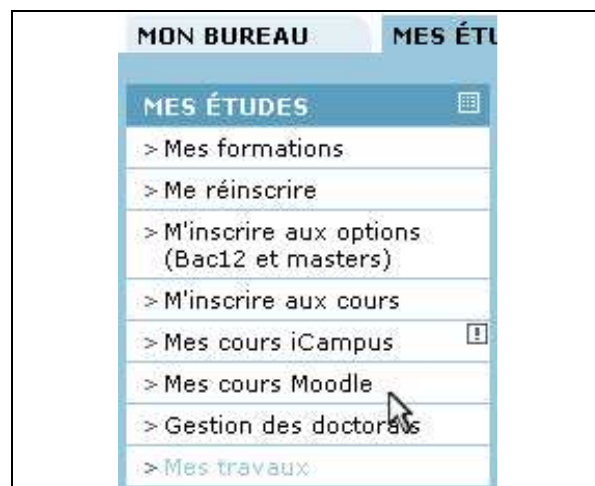 MON BUREAU MES ÉTU
MES ÉTUDES
> Mes formations
> Me réinscrire
> M'inscrire aux options
(Bac12 et masters)
> M'inscrire aux cours
> Mes cours iCampus !
> Mes cours Moodle
> Gestion des doctorats
> Mes travaux